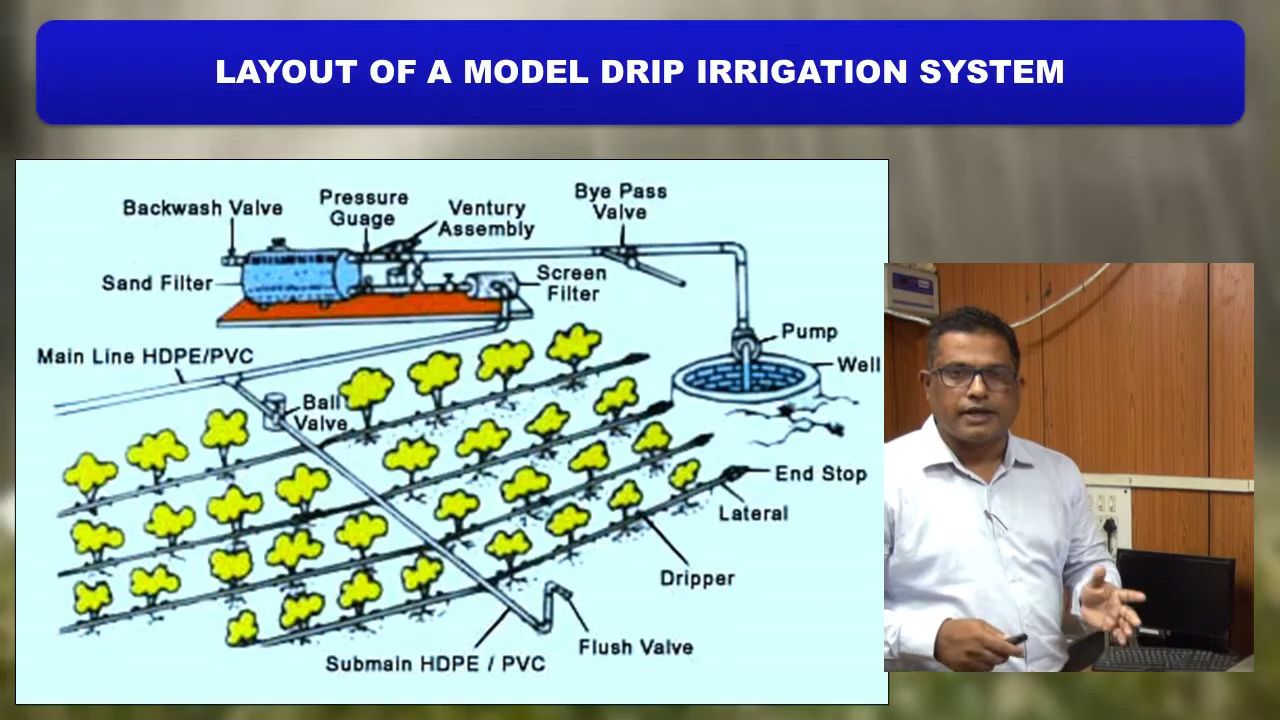 LAYOUT OF A MODEL DRIP IRRIGATION SYSTEM
Backwash Valve
Pressure
Guage
Ventury
Assembly
Bye Pass
Valve
Sand Filter
Screen
Filter
Pump
Well
Main Line HDPE/PVC
Ball
Valve
End Stop
Lateral
Dripper
Flush Valve
Submain HDPE / PVC